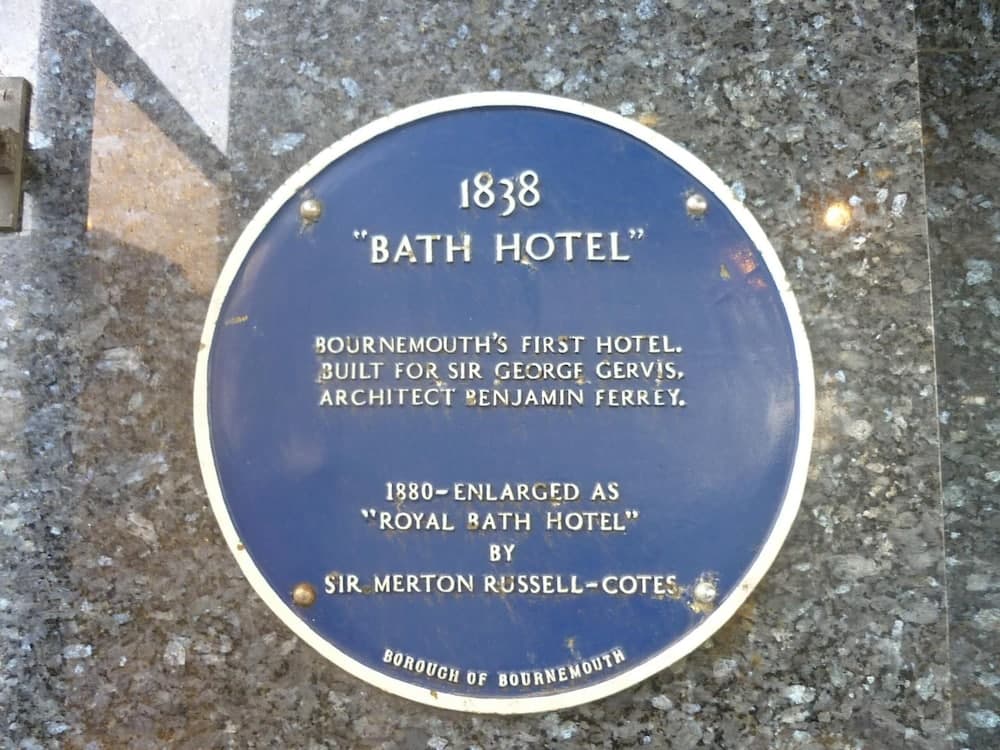 1838
"BATH HOTEL"
BOURNEMOUTH'S FIRST HOTEL.
BUILT FOR SIR GEORGE GERVIS,
ARCHITECT BENJAMIN FERREY.
1880-ENLARGED AS
"ROYAL BATH HOTEL"
BY
SIR MERTON RUSSELL-COTES
BOROUGH OF BOURNEMOUTH